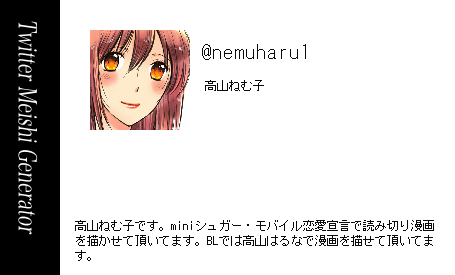 Twitter Meishi Generator
@nemuharu1
高山ねむ子
高山ねむ子です。miniシュガー・モバイル恋愛宣言で読み切り漫画
を描かせて頂いてます。BLでは高山はるなで漫画を描せて頂いてま
す。